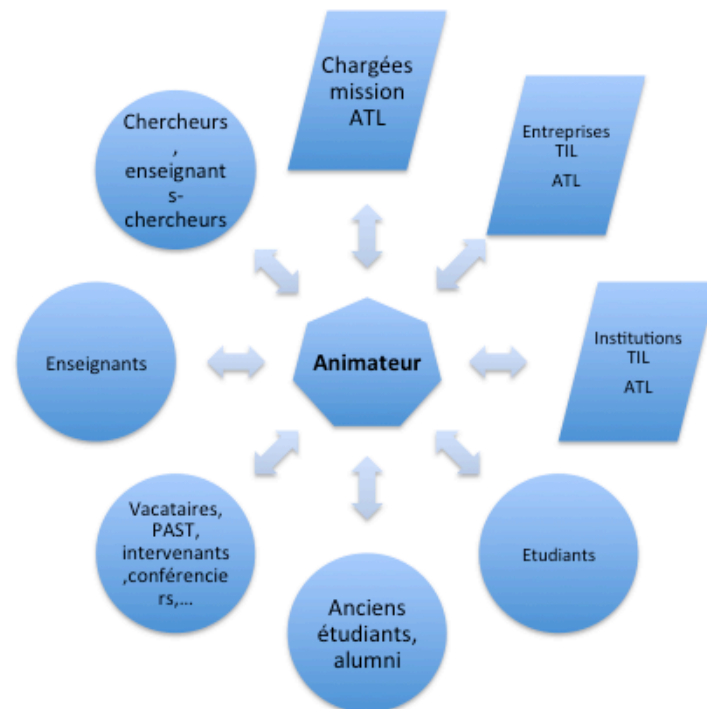 Chargées
mission
ATL
Entreprises
TIL
ATL
Institutions
TIL
ATL
Etudiants
Anciens
étudiants,
alumni
Vacataires,
PAST,
intervenants
,conférencie
rs,...
Enseignants
Chercheurs
,
enseignant
s-
chercheurs
Animateur